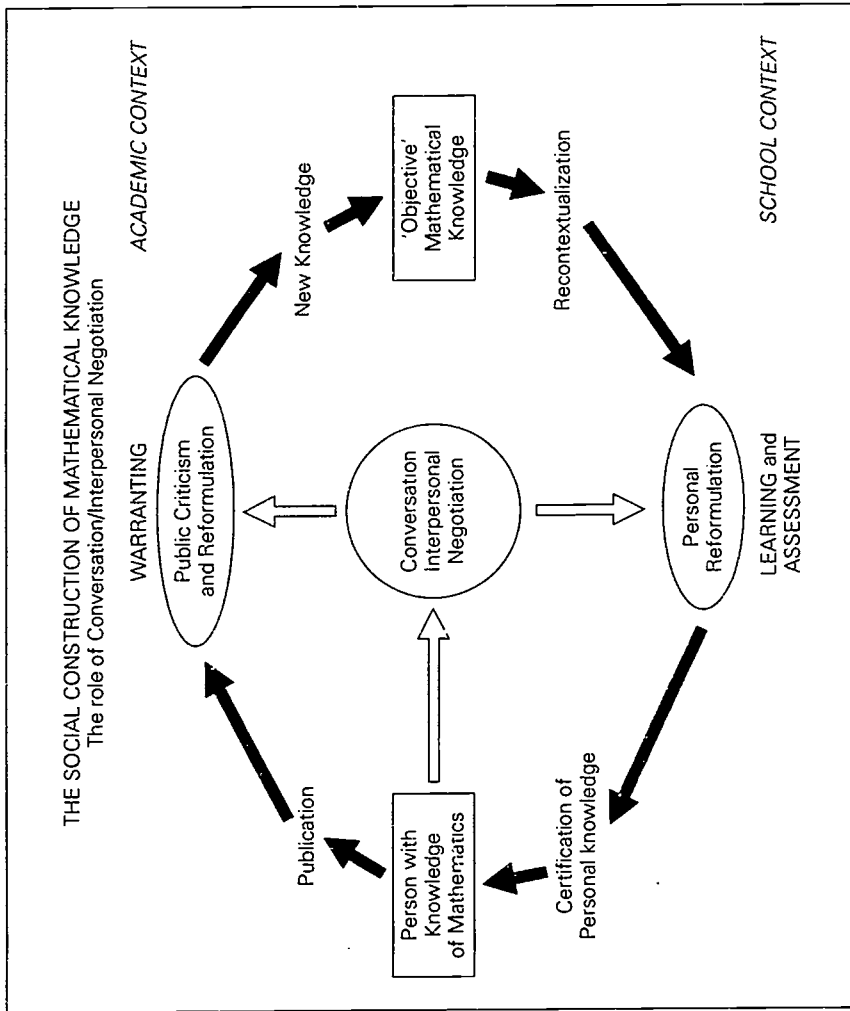 THE SOCIAL CONSTRUCTION OF MATHEMATICAL KNOWLEDGE
The role of Conversation/Interpersonal Negotiation
WARRANTING
ACADEMIC CONTEXT
Public Criticism
and Reformulation
Publication
New Knowledge
Person with
Knowledge
of Mathematics
Conversation
Interpersonal
Negotiation
'Objective'
Mathematical
Knowledge
Certification of
Personal knowledge
Recontextualization
Personal
Reformulation
LEARNING and
ASSESSMENT
SCHOOL CONTEXT